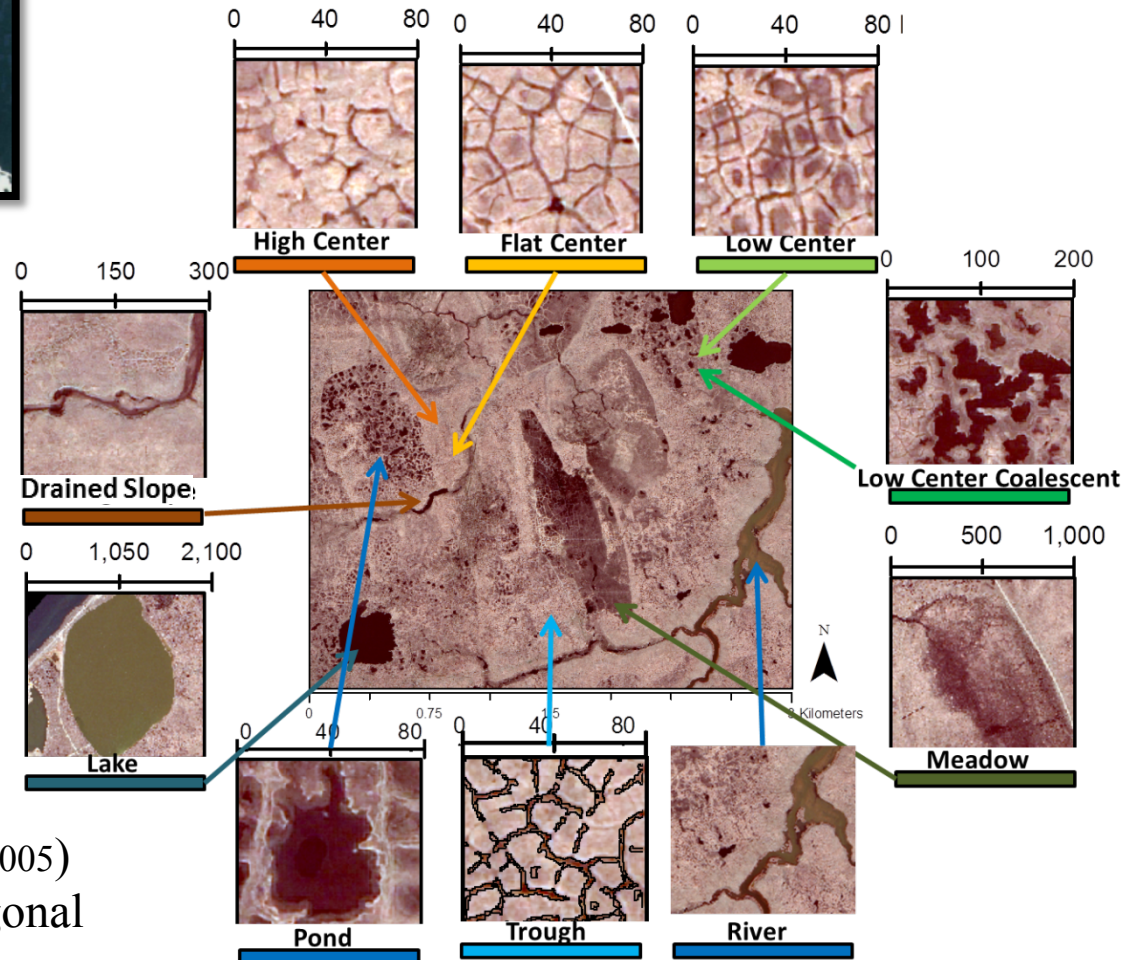 0 40 80
0 40 80
0 40 80
High Center
Flat Center
Low Center
0 150 300
0 100 200
Drained Slope
Low Center Coalescent
0 1,050 2,100
0 500 1,000
N
0 0.75 Kilometers
Lake
Meadow
0 40 80
0 40 80
Pond
Trough
River
005)
gonal